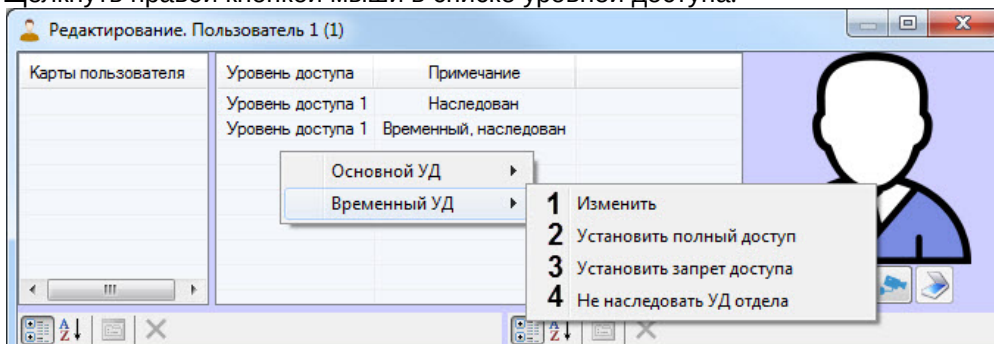 Щелкнуть правой кнопкой мыши в списке уровней доступа.
Редактирование. Пользователь 1 (1)
Карты пользователя
Уровень доступа Примечание
Уровень доступа 1 Наследован
Уровень доступа 1 Временный, наследован
Основной УД
Временный УД
1 Изменить
2 Установить полный доступ
3 Установить запрет доступа
4 Не наследовать УД отдела